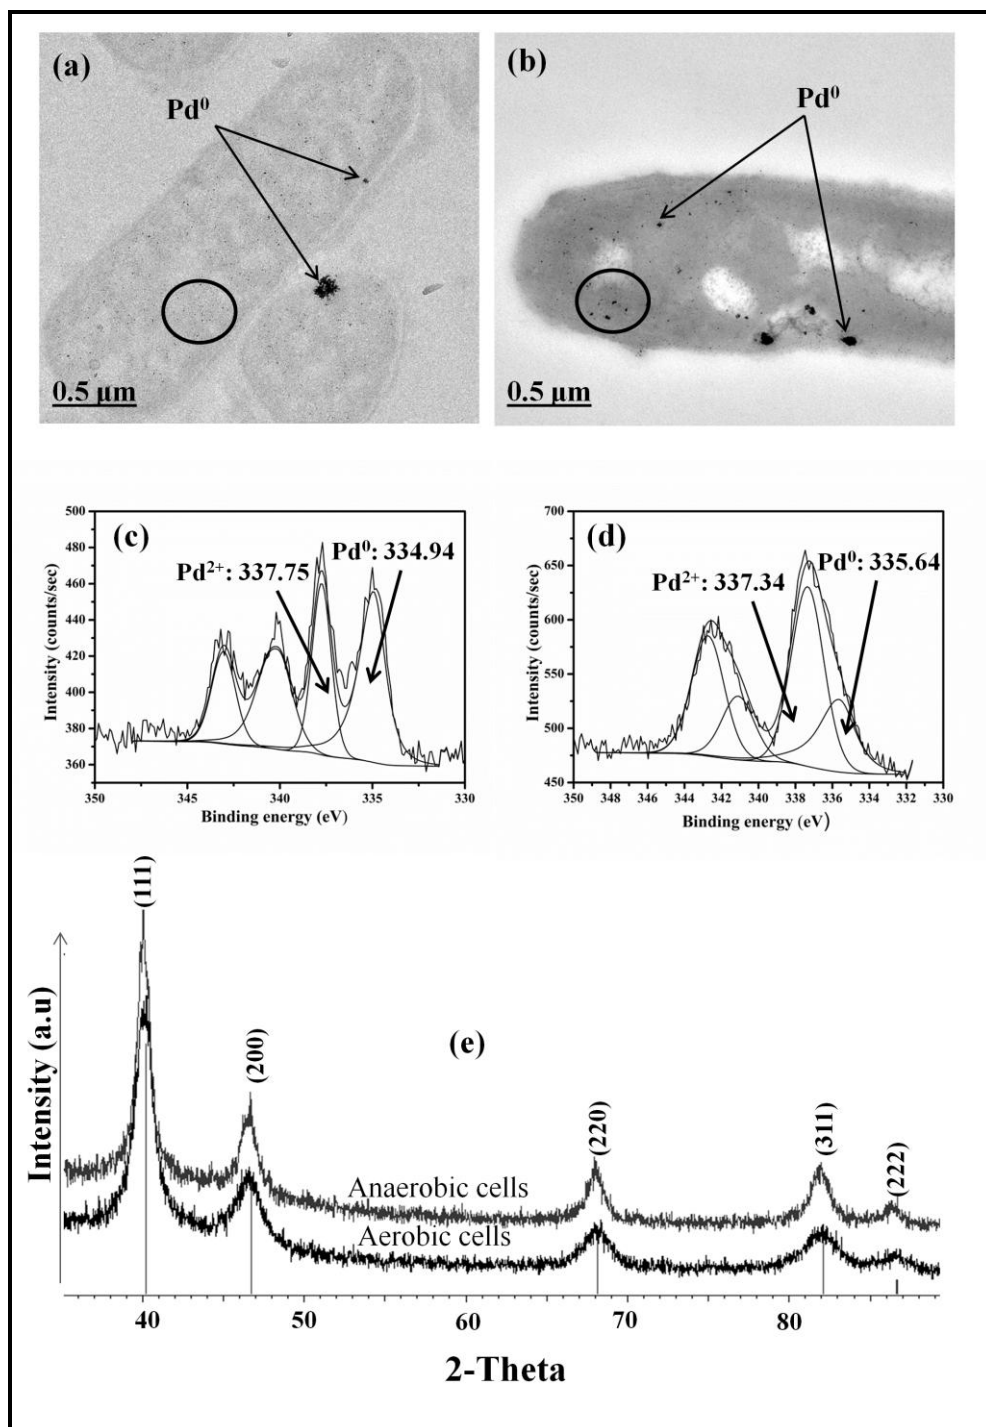 (a)
Pd⁰
0.5 μm
(b)
Pd⁰
0.5 μm
(c)
Pd²⁺: 337.75
Pd⁰: 334.94
Intensity (counts/sec)
500
480
460
440
420
400
380
360
350 345 340 335 330
Binding energy (eV)
(d)
Pd²⁺: 337.34
Pd⁰: 335.64
Intensity (counts/sec)
700
650
600
550
500
450
350 348 346 344 342 340 338 336 334 332 330
Binding energy (eV)
(e)
(111)
(200)
(220)
(311)
(222)
Anaerobic cells
Aerobic cells
Intensity (a.u)
40 50 60 70 80
2-Theta